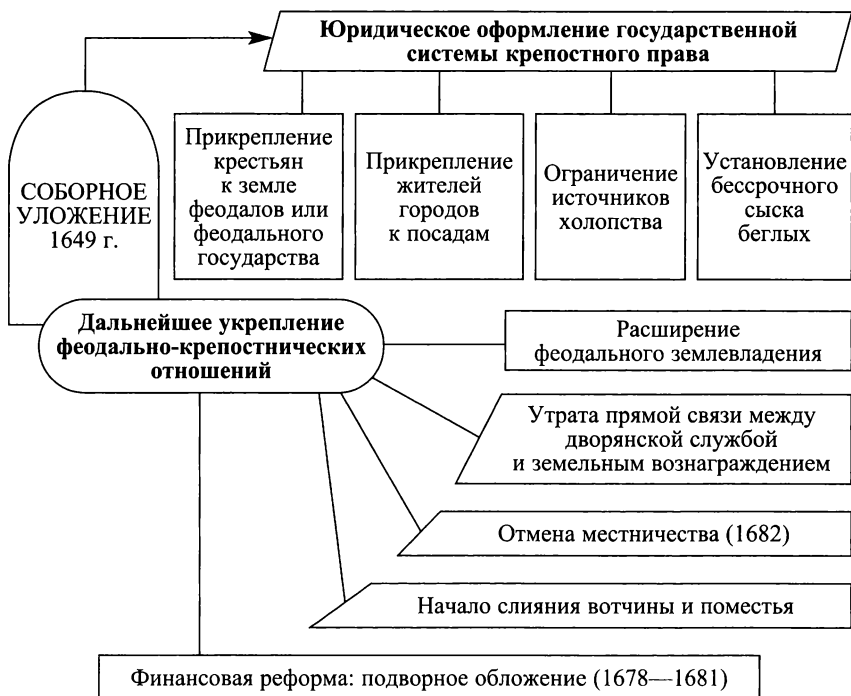 Юридическое оформление государственной
системы крепостного права
СОБОРНОЕ
УЛОЖЕНИЕ
1649 г.
Прикрепление
крестьян
к земле
феодалов или
феодального
государства
Прикрепление
жителей
городов
к посадам
Ограничение
источников
холопства
Установление
бессрочного
сыска
беглых
Дальнейшее укрепление
феодально-крепостнических
отношений
Расширение
феодального землевладения
Утрата прямой связи между
дворянской службой
и земельным вознаграждением
Отмена местничества (1682)
Начало слияния вотчины и поместья
Финансовая реформа: подворное обложение (1678—1681)